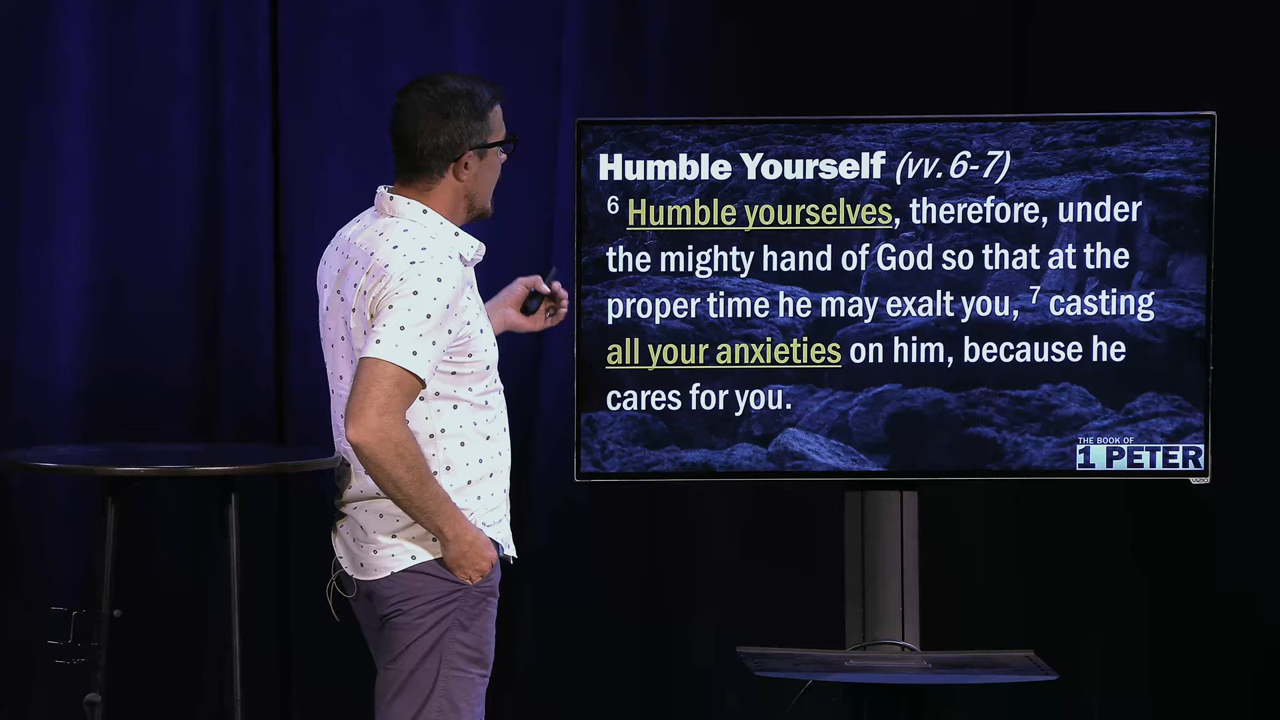 Humble Yourself (vv. 6-7)
6 Humble yourselves, therefore, under
the mighty hand of God so that at the
proper time he may exalt you, 7 casting
all your anxieties on him, because he
cares for you.
THE BOOK OF
1 PETER
VIZIO